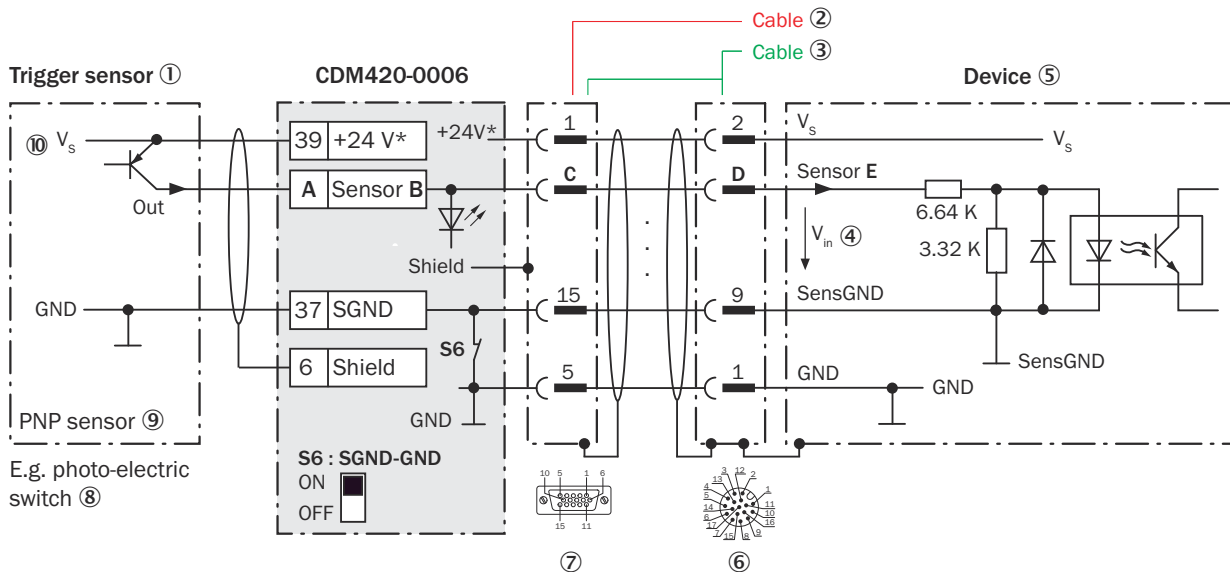 Cable ②
Cable ③
Trigger sensor ①
CDM420-0006
Device ⑤
⑩ Vs
39 +24 V*
+24V*
1
2
Vs
Vs
Out
A Sensor B
C
D
Sensor E
6.64 K
3.32 K
Vin ④
Shield
GND
37 SGND
15
9
SensGND
SensGND
6 Shield
S6
5
1
GND
GND
GND
PNP sensor ⑨
E.g. photo-electric
switch ⑧
S6 : SGND-GND
ON
OFF
10 5 1 6
15 11
3 12 2
13
4
5
14
6
17
7 15 8 9
1
11
10
16
⑦
⑥